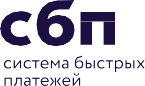 сбп
система быстрых
платежей